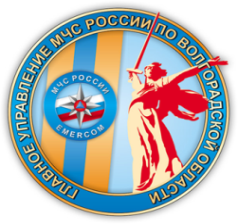 ГЛАВНОЕ УПРАВЛЕНИЕ МЧС РОССИИ ПО ВОЛГОГРАДСКОЙ ОБЛАСТИ
МЧС РОССИИ
EMERCOM